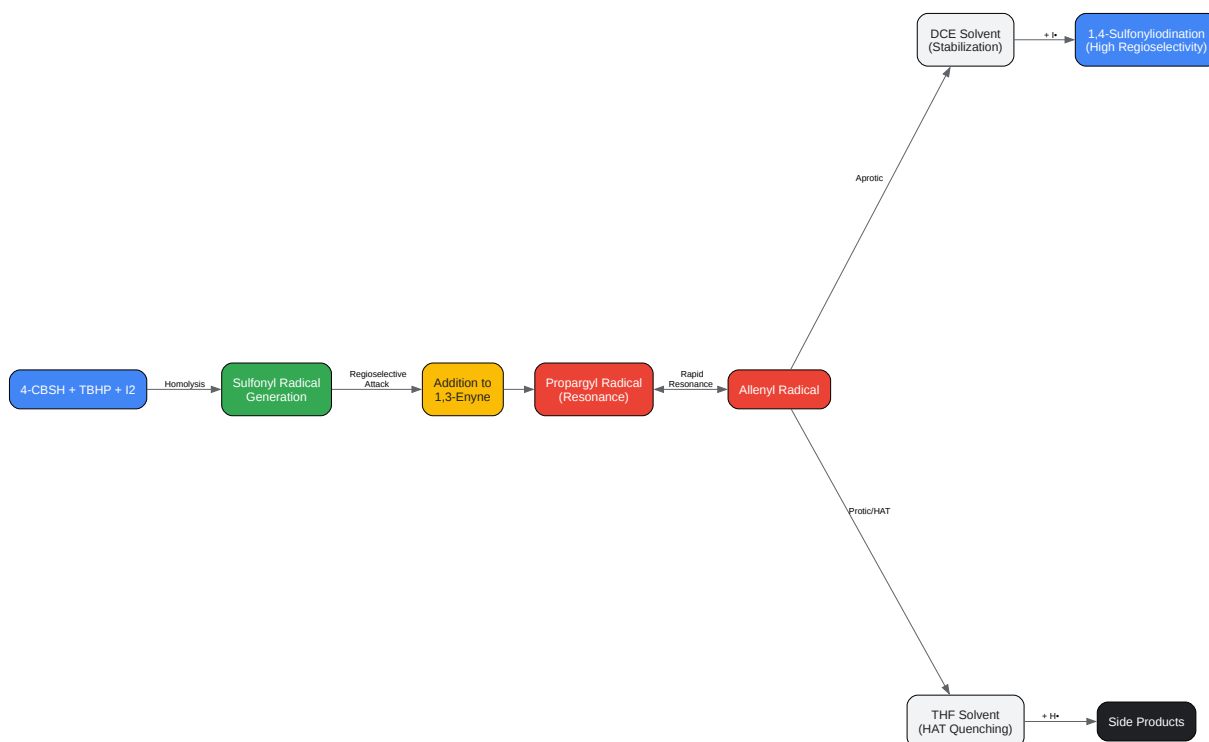 DCE Solvent
(Stabilization)
+ I•
1,4-Sulfonyliodination
(High Regioselectivity)
Aprotic
4-CBSH + TBHP + I2
Homolysis
Sulfonyl Radical
Generation
Regioselective
Attack
Addition to
1,3-Enyne
Propargyl Radical
(Resonance)
Rapid
Resonance
Allenyl Radical
Protic/HAT
THF Solvent
(HAT Quenching)
+ H•
Side Products